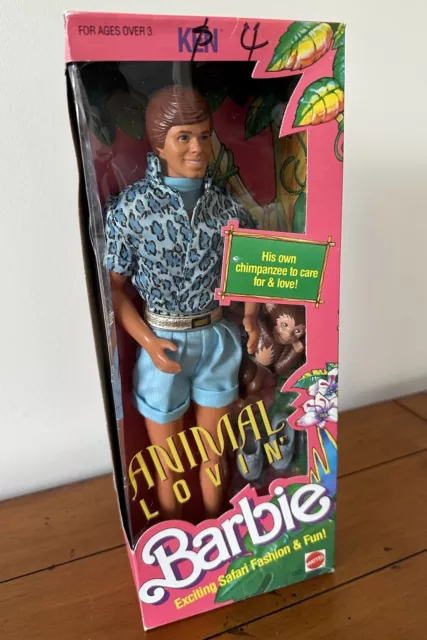 FOR AGES OVER 3
KEN
4
His own
chimpanzee to care
for & love!
ANIMAL
LOVIN'
Barbie
Exciting Safari Fashion & Fun!
MATTEL